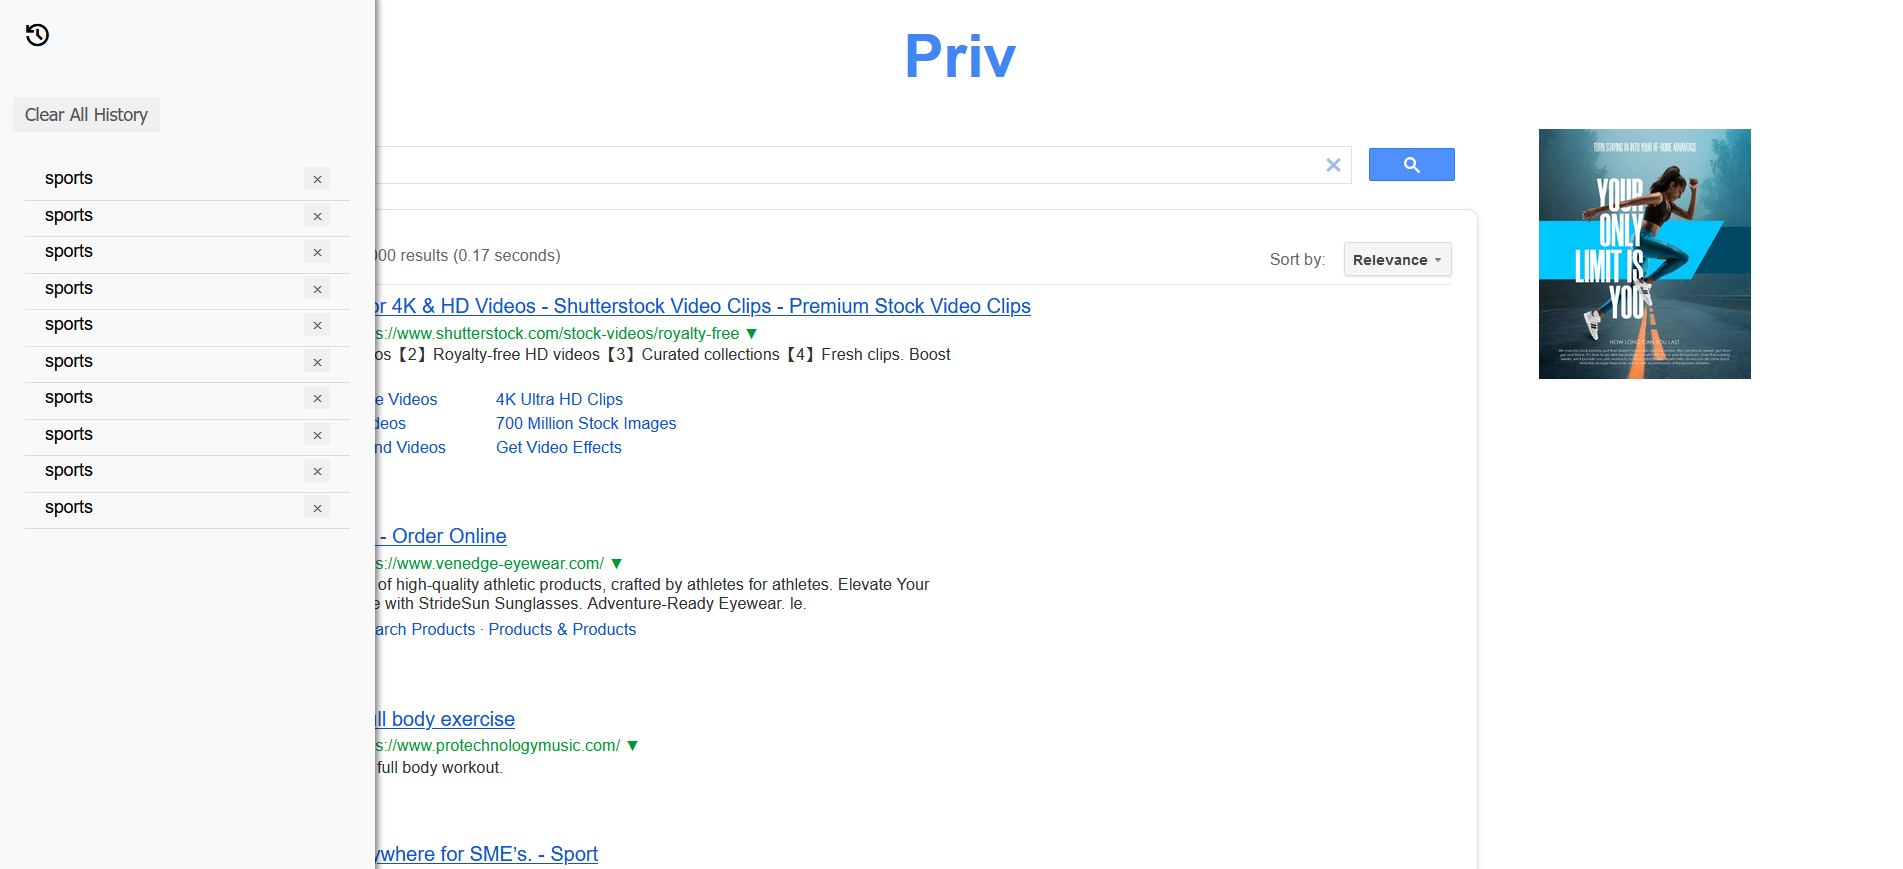 Priv
Clear All History
sports ×
sports ×
sports ×
sports ×
sports ×
sports ×
sports ×
sports ×
sports ×
sports ×
000 results (0.17 seconds)
Sort by: Relevance
or 4K & HD Videos - Shutterstock Video Clips - Premium Stock Video Clips
s://www.shutterstock.com/stock-videos/royalty-free ▼
os【2】Royalty-free HD videos【3】Curated collections【4】Fresh clips. Boost
e Videos 4K Ultra HD Clips
deos 700 Million Stock Images
nd Videos Get Video Effects
- Order Online
s://www.venedge-eyewear.com/ ▼
of high-quality athletic products, crafted by athletes for athletes. Elevate Your
e with StrideSun Sunglasses. Adventure-Ready Eyewear. le.
arch Products · Products & Products
ull body exercise
s://www.protechnologymusic.com/ ▼
full body workout.
ywhere for SME's. - Sport
TURN STAYING IN INTO YOUR AT-HOME ADVANTAGE
YOUR
ONLY
LIMIT IS
YOU
HOW LONG CAN YOU LAST